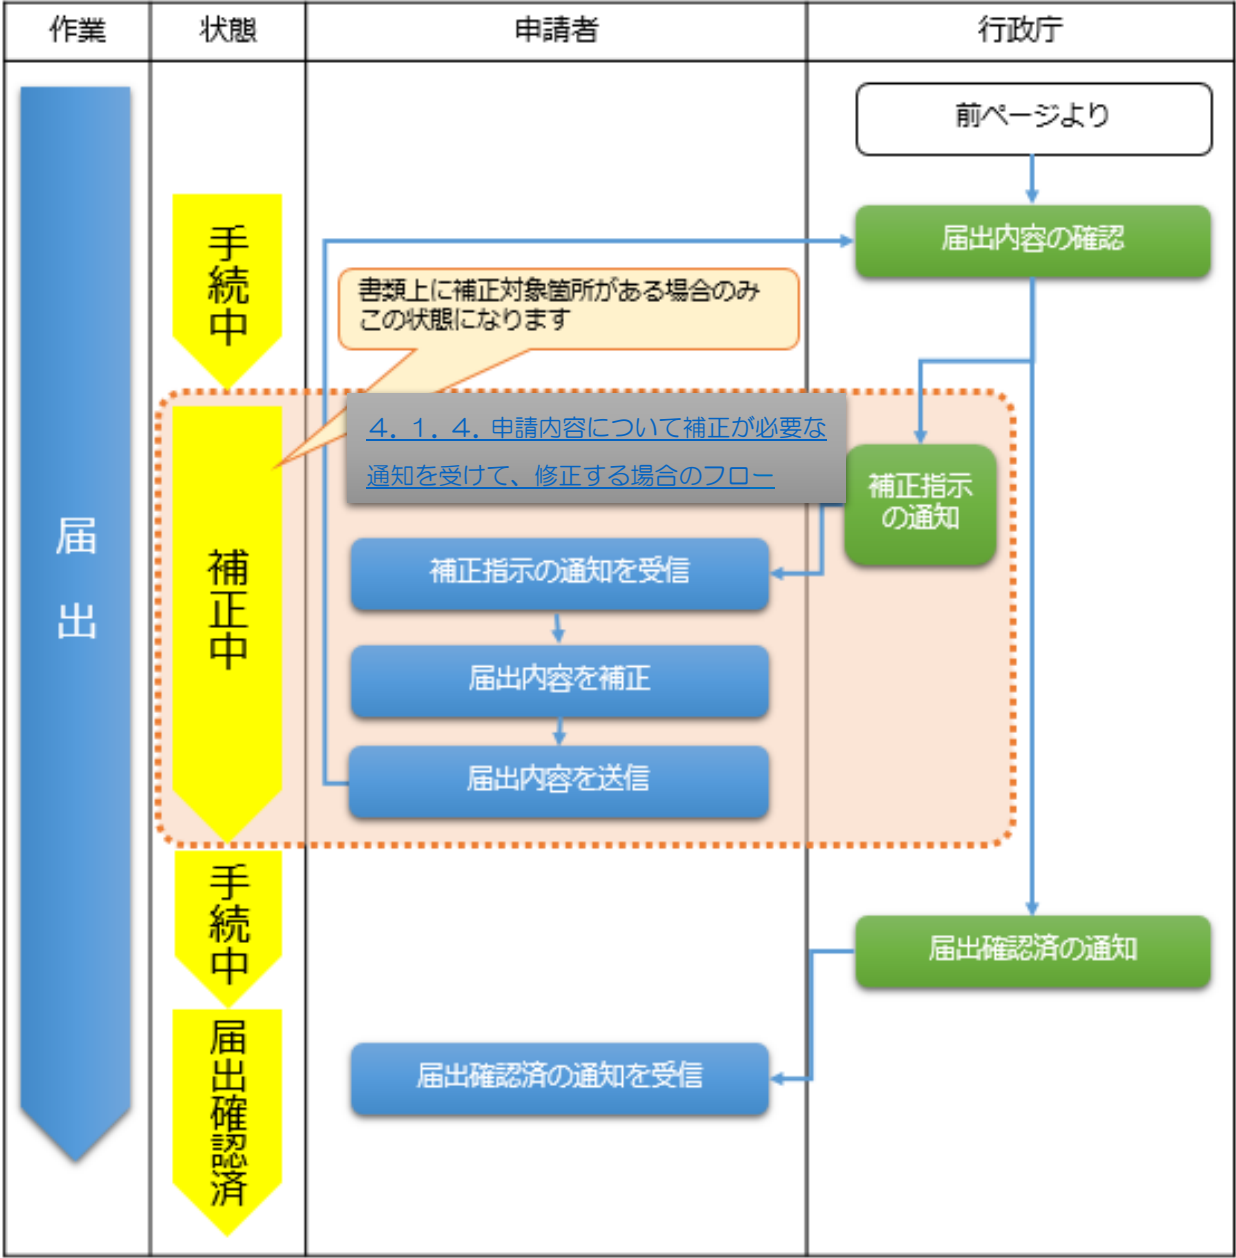 作業
状態
申請者
行政庁
前ページより
届出内容の確認
手続中
書類上に補正対象箇所がある場合のみ
この状態になります
４．１．４．申請内容について補正が必要な
通知を受けて、修正する場合のフロー
補正指示
の通知
届出
補正中
補正指示の通知を受信
届出内容を補正
届出内容を送信
手続中
届出確認済の通知
届出確認済
届出確認済の通知を受信